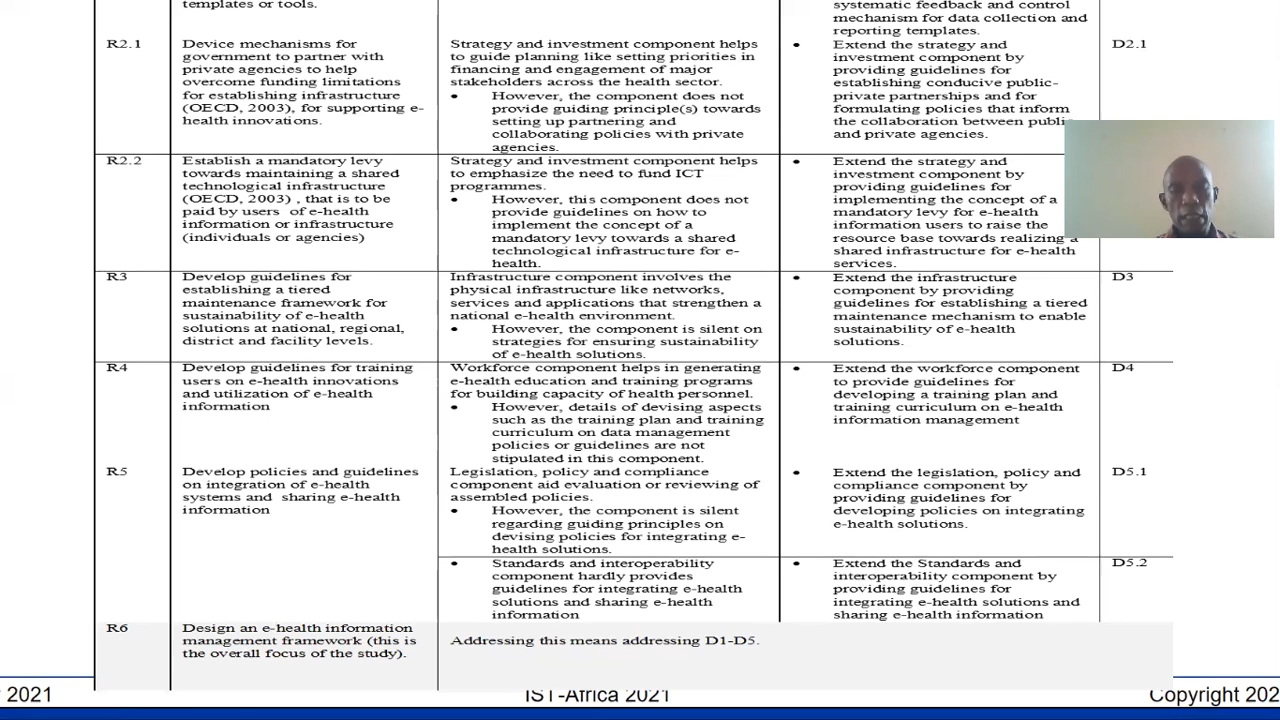 templates or tools.
systematic feedback and control
mechanism for data collection and
reporting templates.
R2.1
Device mechanisms for
government to partner with
private agencies to help
overcome funding limitations
for establishing infrastructure
(OECD, 2003), for supporting e-
health innovations.
Strategy and investment component helps
to guide planning like setting priorities in
financing and engagement of major
stakeholders across the health sector.
• However, the component does not
provide guiding principle(s) towards
setting up partnering and
collaborating policies with private
agencies.
• Extend the strategy and
investment component by
providing guidelines for
establishing conducive public-
private partnerships and for
formulating policies that inform
the collaboration between public
and private agencies.
D2.1
R2.2
Establish a mandatory levy
towards maintaining a shared
technological infrastructure
(OECD, 2003) , that is to be
paid by users of e-health
information or infrastructure
(individuals or agencies)
Strategy and investment component helps
to emphasize the need to fund ICT
programmes.
• However, this component does not
provide guidelines on how to
implement the concept of a
mandatory levy towards a shared
technological infrastructure for e-
health.
• Extend the strategy and
investment component by
providing guidelines for
implementing the concept of a
mandatory levy for e-health
information users to raise the
resource base towards realizing a
shared infrastructure for e-health
services.
R3
Develop guidelines for
establishing a tiered
maintenance framework for
sustainability of e-health
solutions at national, regional,
district and facility levels.
Infrastructure component involves the
physical infrastructure like networks,
services and applications that strengthen a
national e-health environment.
• However, the component is silent on
strategies for ensuring sustainability
of e-health solutions.
• Extend the infrastructure
component by providing
guidelines for establishing a tiered
maintenance mechanism to enable
sustainability of e-health
solutions.
D3
R4
Develop guidelines for training
users on e-health innovations
and utilization of e-health
information
Workforce component helps in generating
e-health education and training programs
for building capacity of health personnel.
• However, details of devising aspects
such as the training plan and training
curriculum on data management
policies or guidelines are not
stipulated in this component.
• Extend the workforce component
to provide guidelines for
developing a training plan and
training curriculum on e-health
information management
D4
R5
Develop policies and guidelines
on integration of e-health
systems and sharing e-health
information
Legislation, policy and compliance
component aid evaluation or reviewing of
assembled policies.
• However, the component is silent
regarding guiding principles on
devising policies for integrating e-
health solutions.
• Extend the legislation, policy and
compliance component by
providing guidelines for
developing policies on integrating
e-health solutions.
D5.1
• Standards and interoperability
component hardly provides
guidelines for integrating e-health
solutions and sharing e-health
information
• Extend the Standards and
interoperability component by
providing guidelines for
integrating e-health solutions and
sharing e-health information
D5.2
R6
Design an e-health information
management framework (this is
the overall focus of the study).
Addressing this means addressing D1-D5.
2021
IST-Africa 2021
Copyright 202